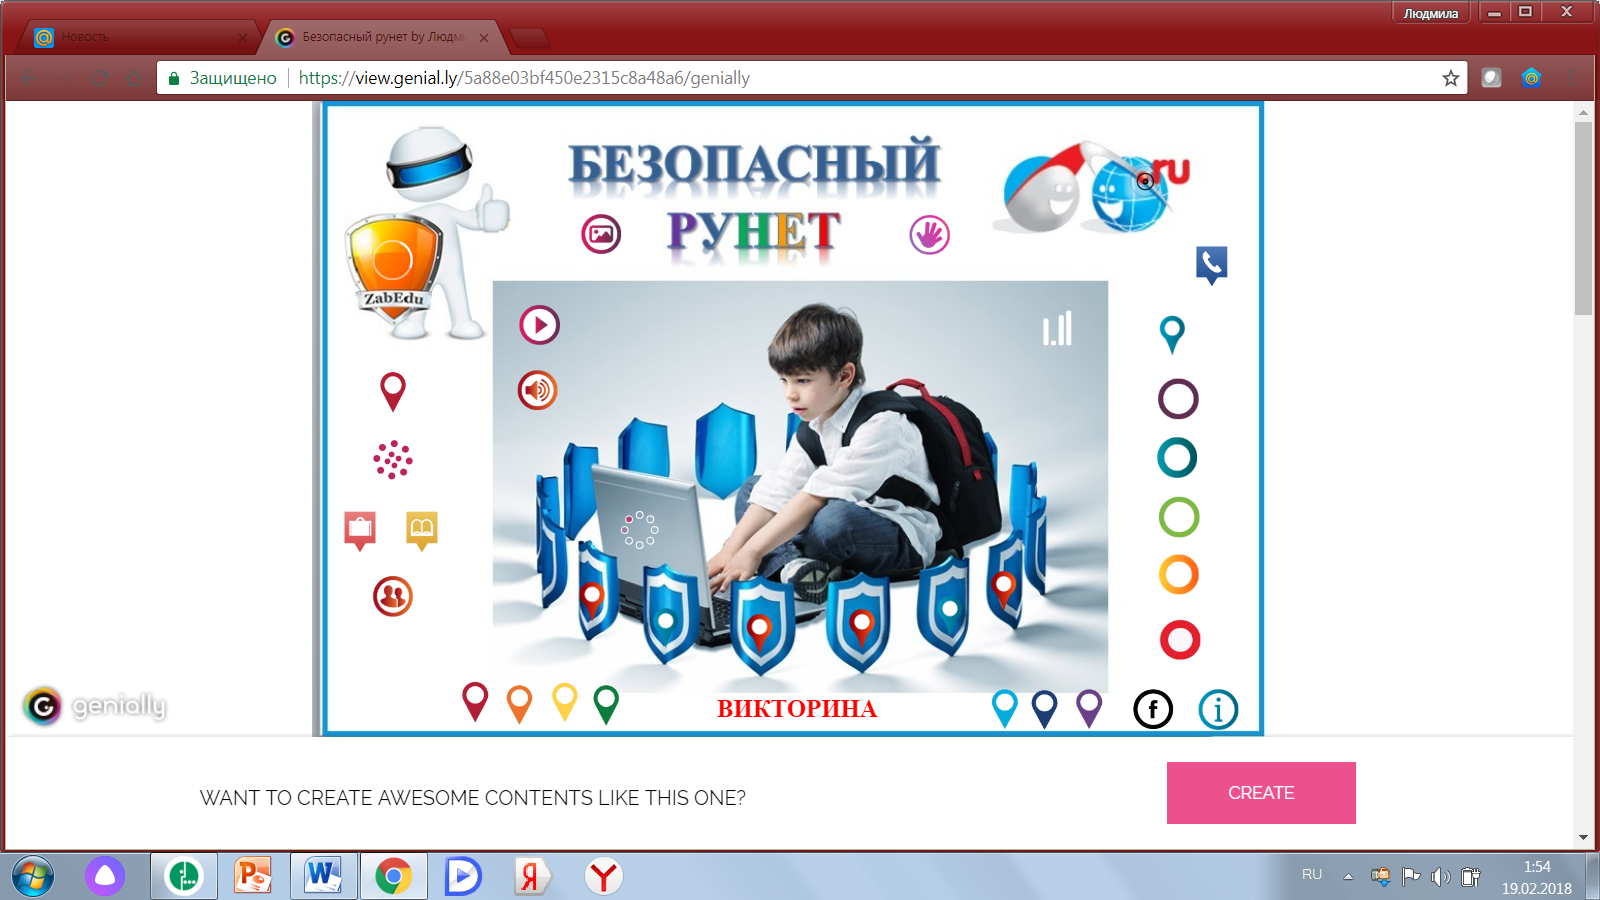 Людмила
Новость
Безопасный рунет by Людми
Защищено
https://view.genial.ly/5a88e03bf450e2315c8a48a6/genially
БЕЗОПАСНЫЙ
РУНЕТ
ru
ZabEdu
ВИКТОРИНА
genially
WANT TO CREATE AWESOME CONTENTS LIKE THIS ONE?
CREATE
RU
1:54
19.02.2018